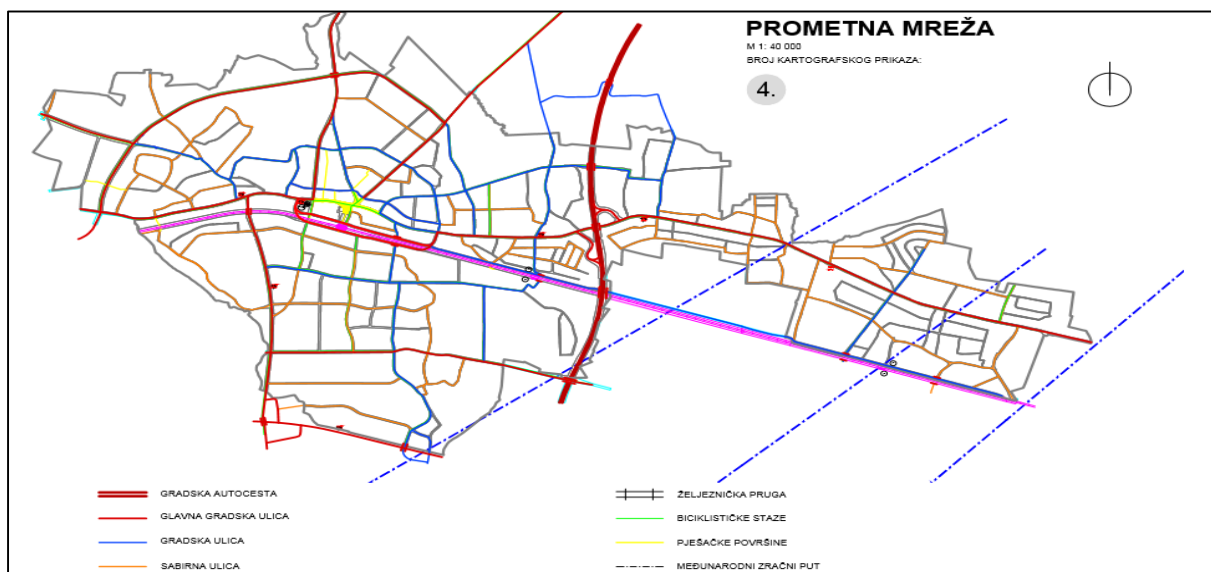 PROMETNA MREŽA
M 1: 40 000
BROJ KARTOGRAFSKOG PRIKAZA:
4.
GRADSKA AUTOCESTA
GLAVNA GRADSKA ULICA
GRADSKA ULICA
SABIRNA ULICA
ŽELJEZNIČKA PRUGA
BICIKLISTIČKE STAZE
PJEŠAČKE POVRŠINE
MEĐUNARODNI ZRAČNI PUT